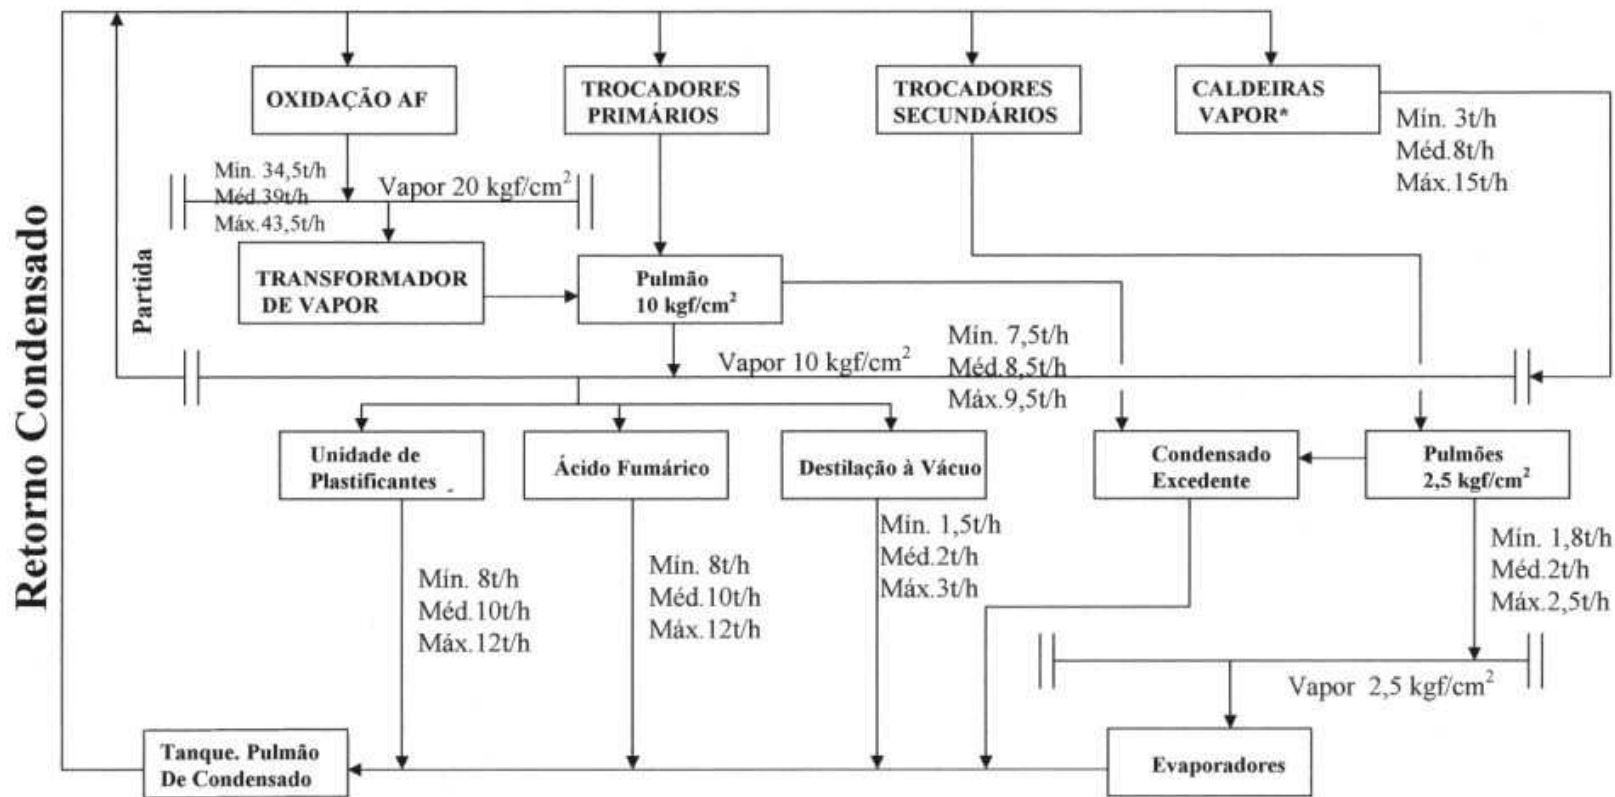 OXIDAÇÃO AF
TROCADORES
PRIMÁRIOS
TROCADORES
SECUNDÁRIOS
CALDEIRAS
VAPOR*
Mín. 3t/h
Méd.8t/h
Máx.15t/h
Mín. 34,5t/h
Méd.39t/h
Máx.43,5t/h
Vapor 20 kgf/cm²
Retorno Condensado
Partida
TRANSFORMADOR
DE VAPOR
Pulmão
10 kgf/cm²
Vapor 10 kgf/cm²
Mín. 7,5t/h
Méd.8,5t/h
Máx.9,5t/h
Unidade de
Plastificantes
Ácido Fumárico
Destilação à Vácuo
Condensado
Excedente
Pulmões
2,5 kgf/cm²
Mín. 8t/h
Méd.10t/h
Máx.12t/h
Mín. 8t/h
Méd.10t/h
Máx.12t/h
Mín. 1,5t/h
Méd.2t/h
Máx.3t/h
Mín. 1,8t/h
Méd.2t/h
Máx.2,5t/h
Vapor 2,5 kgf/cm²
Tanque. Pulmão
De Condensado
Evaporadores